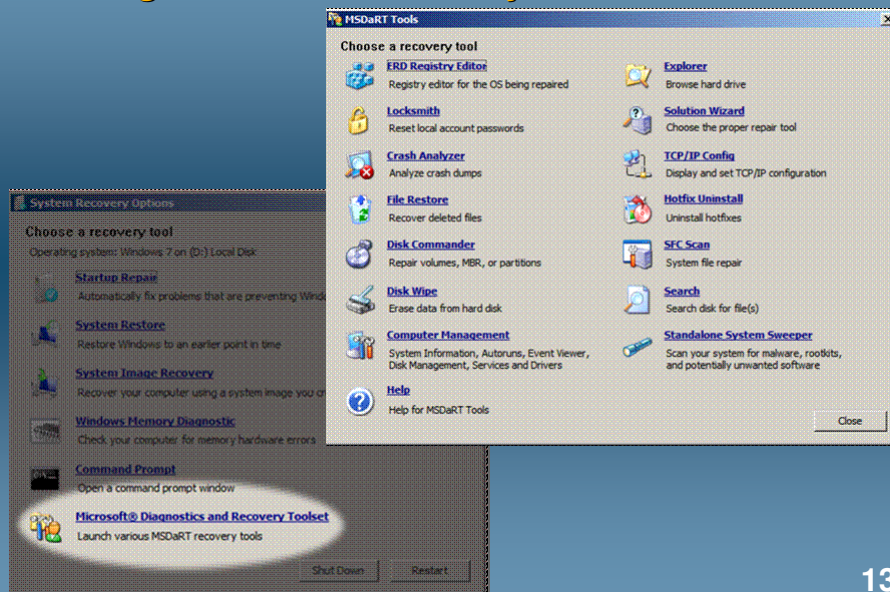 MSDaRT Tools
Choose a recovery tool
ERD Registry Editor
Registry editor for the OS being repaired
Locksmith
Reset local account passwords
Crash Analyzer
Analyze crash dumps
File Restore
Recover deleted files
Disk Commander
Repair volumes, MBR, or partitions
Disk Wipe
Erase data from hard disk
Computer Management
System Information, Autoruns, Event Viewer,
Disk Management, Services and Drivers
Help
Help for MSDaRT Tools
Explorer
Browse hard drive
Solution Wizard
Choose the proper repair tool
TCP/IP Config
Display and set TCP/IP configuration
Hotfix Uninstall
Uninstall hotfixes
SFC Scan
System file repair
Search
Search disk for file(s)
Standalone System Sweeper
Scan your system for malware, rootkits,
and potentially unwanted software
Close
System Recovery Options
Choose a recovery tool
Operating system: Windows 7 on (D:) Local Disk
Startup Repair
Automatically fix problems that are preventing
System Restore
Restore Windows to an earlier point in time
System Image Recovery
Recover your computer using a system image you
Windows Memory Diagnostic
Check your computer for memory hardware errors
Command Prompt
Open a command prompt window
Microsoft® Diagnostics and Recovery Toolset
Launch various MSDaRT recovery tools
Shut Down
Restart
13